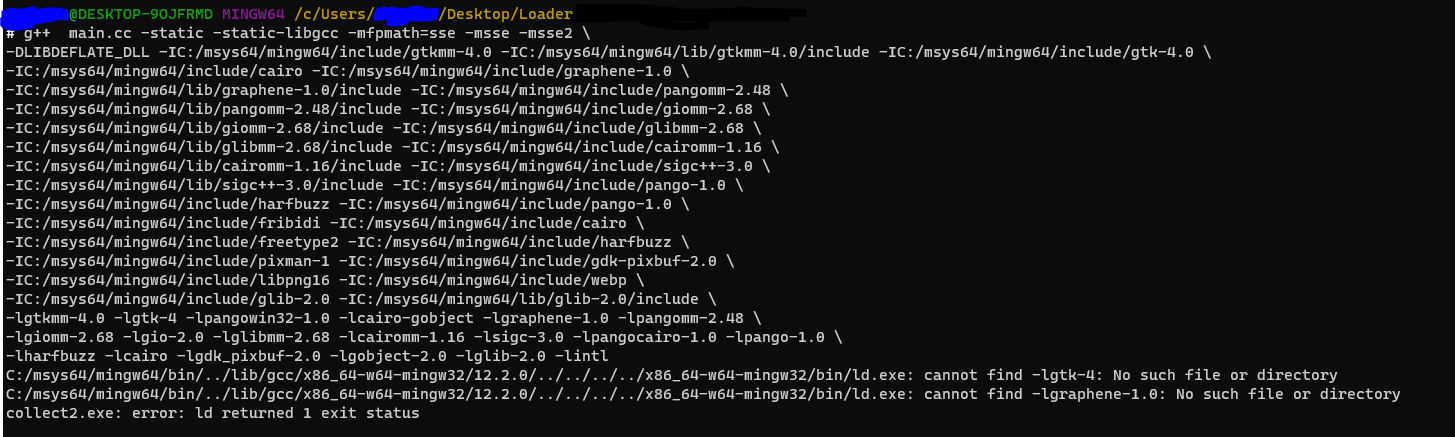 @DESKTOP-9OJFRMD MINGW64 /c/Users/ /Desktop/Loader
# g++  main.cc -static -static-libgcc -mfpmath=sse -msse -msse2 \
-DLIBDEFLATE_DLL -IC:/msys64/mingw64/include/gtkmm-4.0 -IC:/msys64/mingw64/lib/gtkmm-4.0/include -IC:/msys64/mingw64/include/gtk-4.0 \
-IC:/msys64/mingw64/include/cairo -IC:/msys64/mingw64/include/graphene-1.0 \
-IC:/msys64/mingw64/lib/graphene-1.0/include -IC:/msys64/mingw64/include/pangomm-2.48 \
-IC:/msys64/mingw64/lib/pangomm-2.48/include -IC:/msys64/mingw64/include/giomm-2.68 \
-IC:/msys64/mingw64/lib/giomm-2.68/include -IC:/msys64/mingw64/include/glibmm-2.68 \
-IC:/msys64/mingw64/lib/glibmm-2.68/include -IC:/msys64/mingw64/include/cairomm-1.16 \
-IC:/msys64/mingw64/lib/cairomm-1.16/include -IC:/msys64/mingw64/include/sigc++-3.0 \
-IC:/msys64/mingw64/lib/sigc++-3.0/include -IC:/msys64/mingw64/include/pango-1.0 \
-IC:/msys64/mingw64/include/harfbuzz -IC:/msys64/mingw64/include/pango-1.0 \
-IC:/msys64/mingw64/include/fribidi -IC:/msys64/mingw64/include/cairo \
-IC:/msys64/mingw64/include/freetype2 -IC:/msys64/mingw64/include/harfbuzz \
-IC:/msys64/mingw64/include/pixman-1 -IC:/msys64/mingw64/include/gdk-pixbuf-2.0 \
-IC:/msys64/mingw64/include/libpng16 -IC:/msys64/mingw64/include/webp \
-IC:/msys64/mingw64/include/glib-2.0 -IC:/msys64/mingw64/lib/glib-2.0/include \
-lgtkmm-4.0 -lgtk-4 -lpangowin32-1.0 -lcairo-gobject -lgraphene-1.0 -lpangomm-2.48 \
-lgiomm-2.68 -lgio-2.0 -lglibmm-2.68 -lcairomm-1.16 -lsigc-3.0 -lpangocairo-1.0 -lpango-1.0 \
-lharfbuzz -lcairo -lgdk_pixbuf-2.0 -lgobject-2.0 -lglib-2.0 -lintl
C:/msys64/mingw64/bin/../lib/gcc/x86_64-w64-mingw32/12.2.0/../../../../x86_64-w64-mingw32/bin/ld.exe: cannot find -lgtk-4: No such file or directory
C:/msys64/mingw64/bin/../lib/gcc/x86_64-w64-mingw32/12.2.0/../../../../x86_64-w64-mingw32/bin/ld.exe: cannot find -lgraphene-1.0: No such file or directory
collect2.exe: error: ld returned 1 exit status